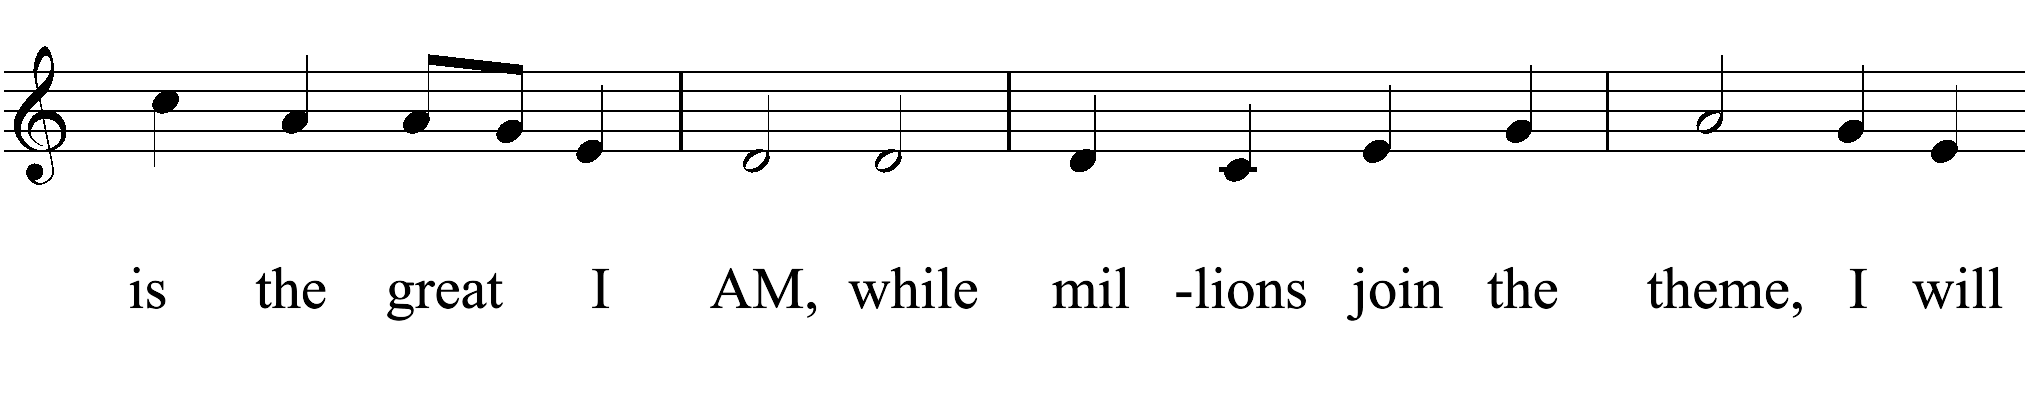 is the great I AM, while mil -lions join the theme, I will